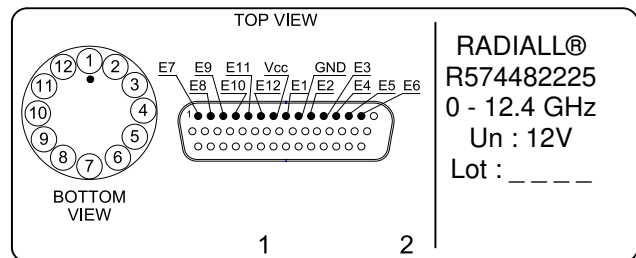 TOP VIEW
E7 E9 E11 Vcc GND E3
E8 E10 E12 E1 E2 E4 E5 E6
1
12 1 2
11 3
10 4
9 5
8 7 6
BOTTOM
VIEW
1 2
RADIALL®
R574482225
0 - 12.4 GHz
Un : 12V
Lot : _ _ _ _